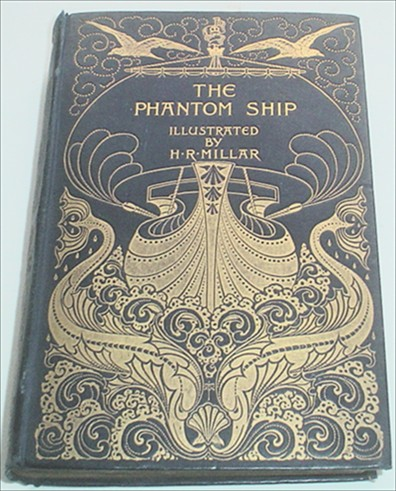 THE
PHANTOM SHIP
ILLUSTRATED
BY
H·R·MILLAR